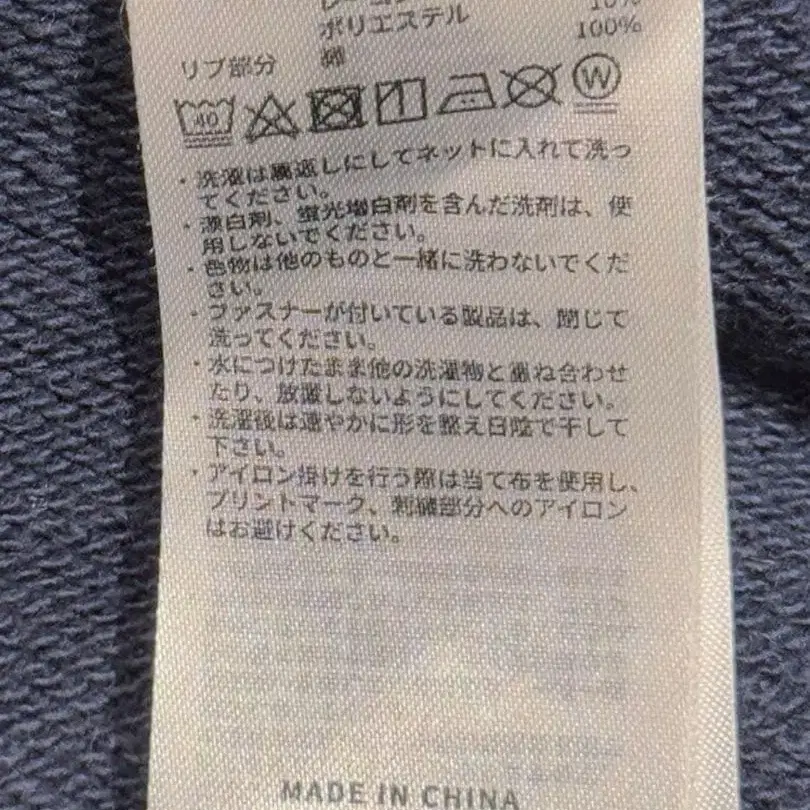 ポリエステル 10%
リブ部分 綿 100%
40
W
・洗濯は裏返しにしてネットに入れて洗っ
てください。
・漂白剤、蛍光増白剤を含んだ洗剤は、使
用しないでください。
・色物は他のものと一緒に洗わないでくだ
さい。
・ファスナーが付いている製品は、閉じて
洗ってください。
・水につけたまま他の洗濯物と重ね合わせ
たり、放置しないようにしてください。
・洗濯後は速やかに形を整え日陰で干して
下さい。
・アイロン掛けを行う際は当て布を使用し、
プリントマーク、刺繍部分へのアイロン
はお避けください。
MADE IN CHINA